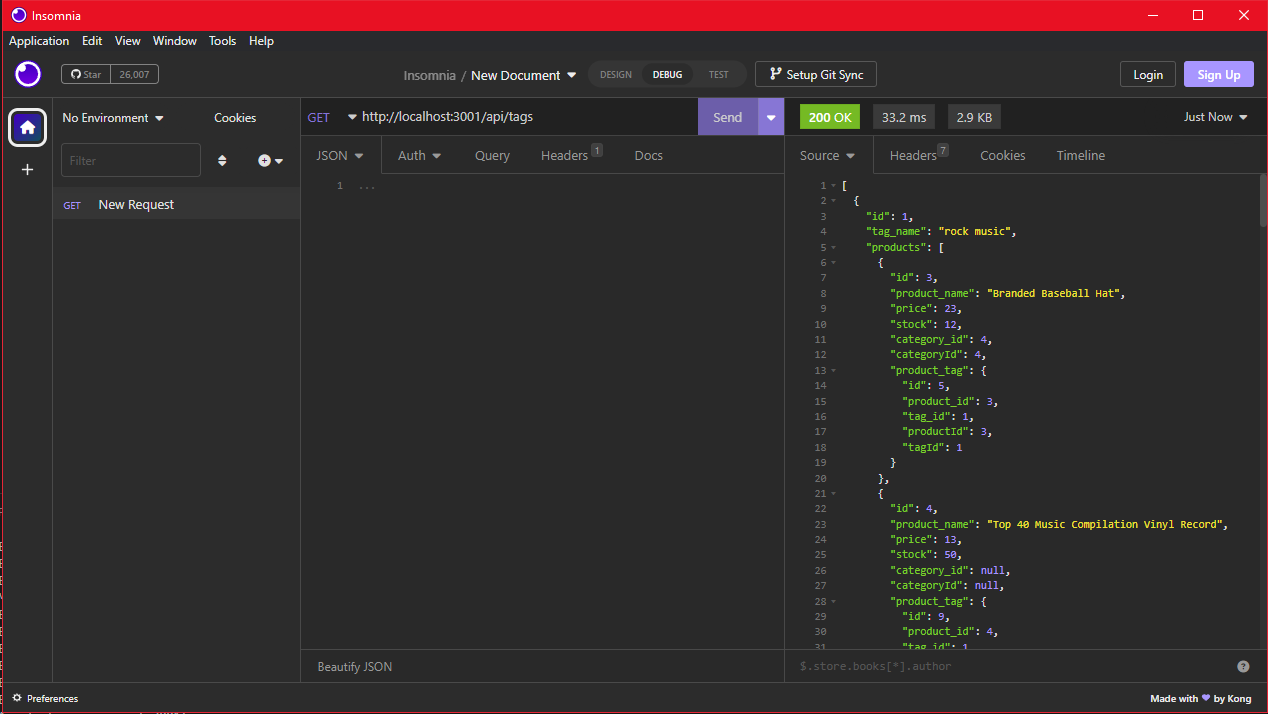 Insomnia
Application Edit View Window Tools Help
Star 26,007 Insomnia / New Document DESIGN DEBUG TEST Setup Git Sync Login Sign Up
No Environment Cookies GET http://localhost:3001/api/tags Send 200 OK 33.2 ms 2.9 KB Just Now
Filter JSON Auth Query Headers 1 Docs Source Headers 7 Cookies Timeline
GET New Request
1 ...
1 [
2 {
3 "id": 1,
4 "tag_name": "rock music",
5 "products": [
6 {
7 "id": 3,
8 "product_name": "Branded Baseball Hat",
9 "price": 23,
10 "stock": 12,
11 "category_id": 4,
12 "categoryId": 4,
13 "product_tag": {
14 "id": 5,
15 "product_id": 3,
16 "tag_id": 1,
17 "productId": 3,
18 "tagId": 1
19 }
20 },
21 {
22 "id": 4,
23 "product_name": "Top 40 Music Compilation Vinyl Record",
24 "price": 13,
25 "stock": 50,
26 "category_id": null,
27 "categoryId": null,
28 "product_tag": {
29 "id": 9,
30 "product_id": 4,
31 "tag_id": 1
Beautify JSON $.store.books[*].author ?
Preferences Made with ♥ by Kong